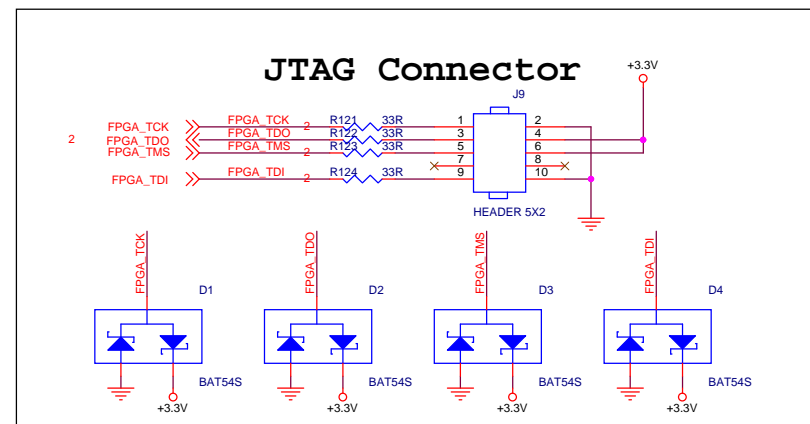 JTAG Connector
+3.3V
J9
FPGA_TCK FPGA_TCK 2 R121 33R 1 2
2 FPGA_TDO FPGA_TDO R122 33R 3 4
FPGA_TMS FPGA_TMS 2 R123 33R 5 6
7 8
FPGA_TDI FPGA_TDI 2 R124 33R 9 10
HEADER 5X2
FPGA_TCK FPGA_TDO FPGA_TMS FPGA_TDI
D1 D2 D3 D4
BAT54S BAT54S BAT54S BAT54S
+3.3V +3.3V +3.3V +3.3V